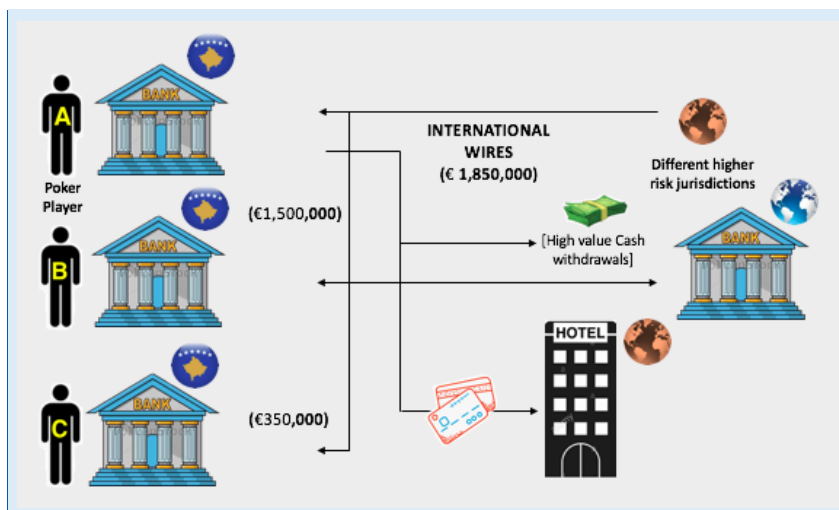 BANK
A
Poker
Player
BANK
B
BANK
C
(€1,500,000)
(€350,000)
INTERNATIONAL
WIRES
(€ 1,850,000)
Different higher
risk jurisdictions
[High value Cash
withdrawals]
BANK
HOTEL